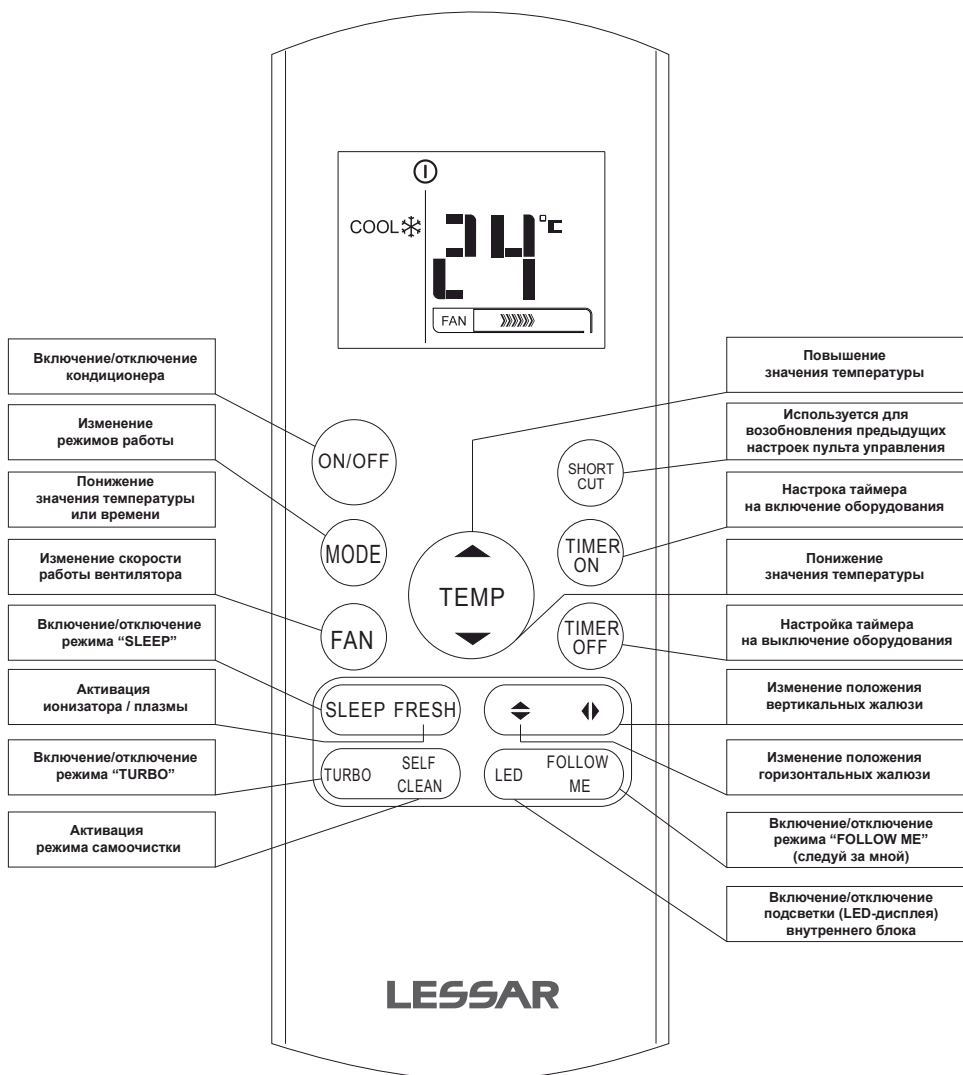 COOL
24°C
FAN
Включение/отключение
кондиционера
Изменение
режимов работы
Понижение
значения температуры
или времени
Изменение скорости
работы вентилятора
Включение/отключение
режима “SLEEP”
Активация
ионизатора / плазмы
Включение/отключение
режима “TURBO”
Активация
режима самоочистки
ON/OFF
MODE
FAN
TEMP
SHORT
CUT
TIMER
ON
TIMER
OFF
SLEEP FRESH
TURBO
SELF
CLEAN
LED
FOLLOW
ME
Повышение
значения температуры
Используется для
возобновления предыдущих
настроек пульта управления
Настрока таймера
на включение оборудования
Понижение
значения температуры
Настройка таймера
на выключение оборудования
Изменение положения
вертикальных жалюзи
Изменение положения
горизонтальных жалюзи
Включение/отключение
режима “FOLLOW ME”
(следуй за мной)
Включение/отключение
подсветки (LED-дисплея)
внутреннего блока
LESSAR